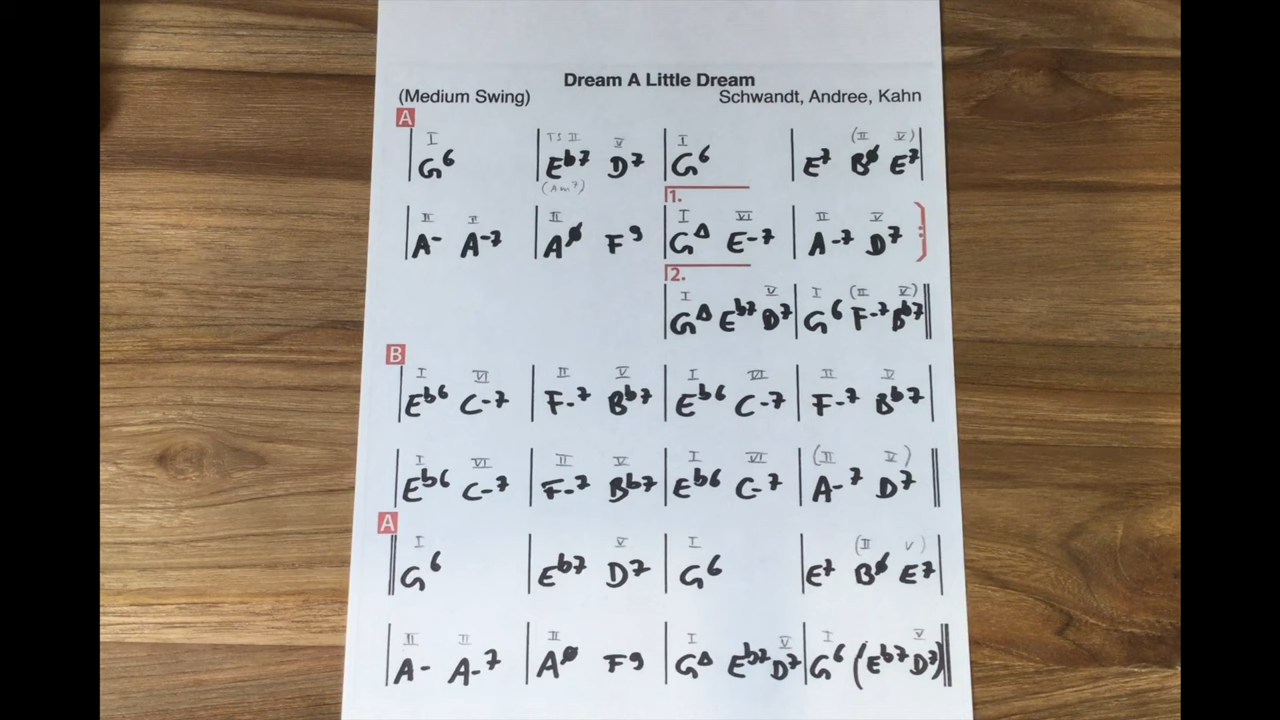 Dream A Little Dream
(Medium Swing) Schwandt, Andree, Kahn
A
I TS II V I (II V)
G6 Eb7 D7 G6 E7 Bø E7
(Am7)
1.
II II II I VI II V
A- A-7 Aø F9 GΔ E-7 A-7 D7
2.
I V I (II V)
GΔ Eb7 D7 G6 F-7 Bb7
B
I VI II V I VI II V
Eb6 C-7 F-7 Bb7 Eb6 C-7 F-7 Bb7
I VI II V I VI (II V)
Eb6 C-7 F-7 Bb7 Eb6 C-7 A-7 D7
A
I V I (II V)
G6 Eb7 D7 G6 E7 Bø E7
II II II I V I V
A- A-7 Aø F9 GΔ Eb7 D7 G6 (Eb7 D7)